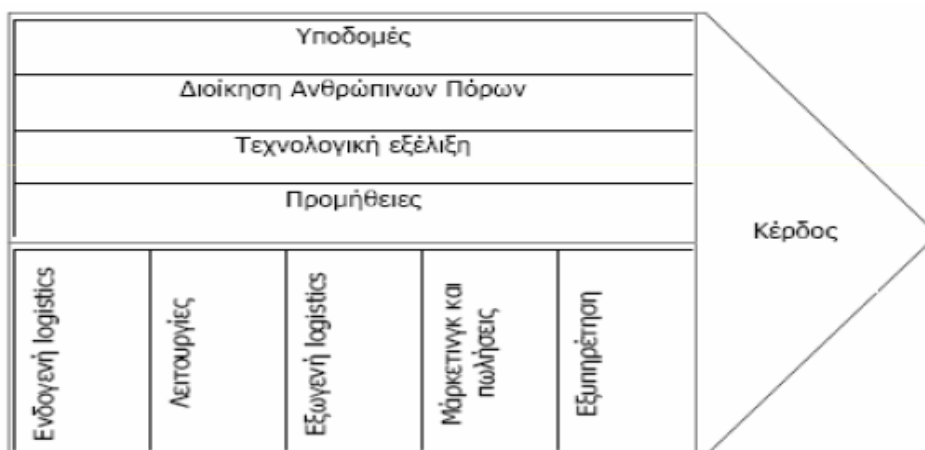 Υποδομές
Διοίκηση Ανθρώπινων Πόρων
Τεχνολογική εξέλιξη
Προμήθειες
Κέρδος
Ενδογενή logistics
Λειτουργίες
Εξωγενή logistics
Μάρκετινγκ και
πωλήσεις
Εξυπηρέτηση